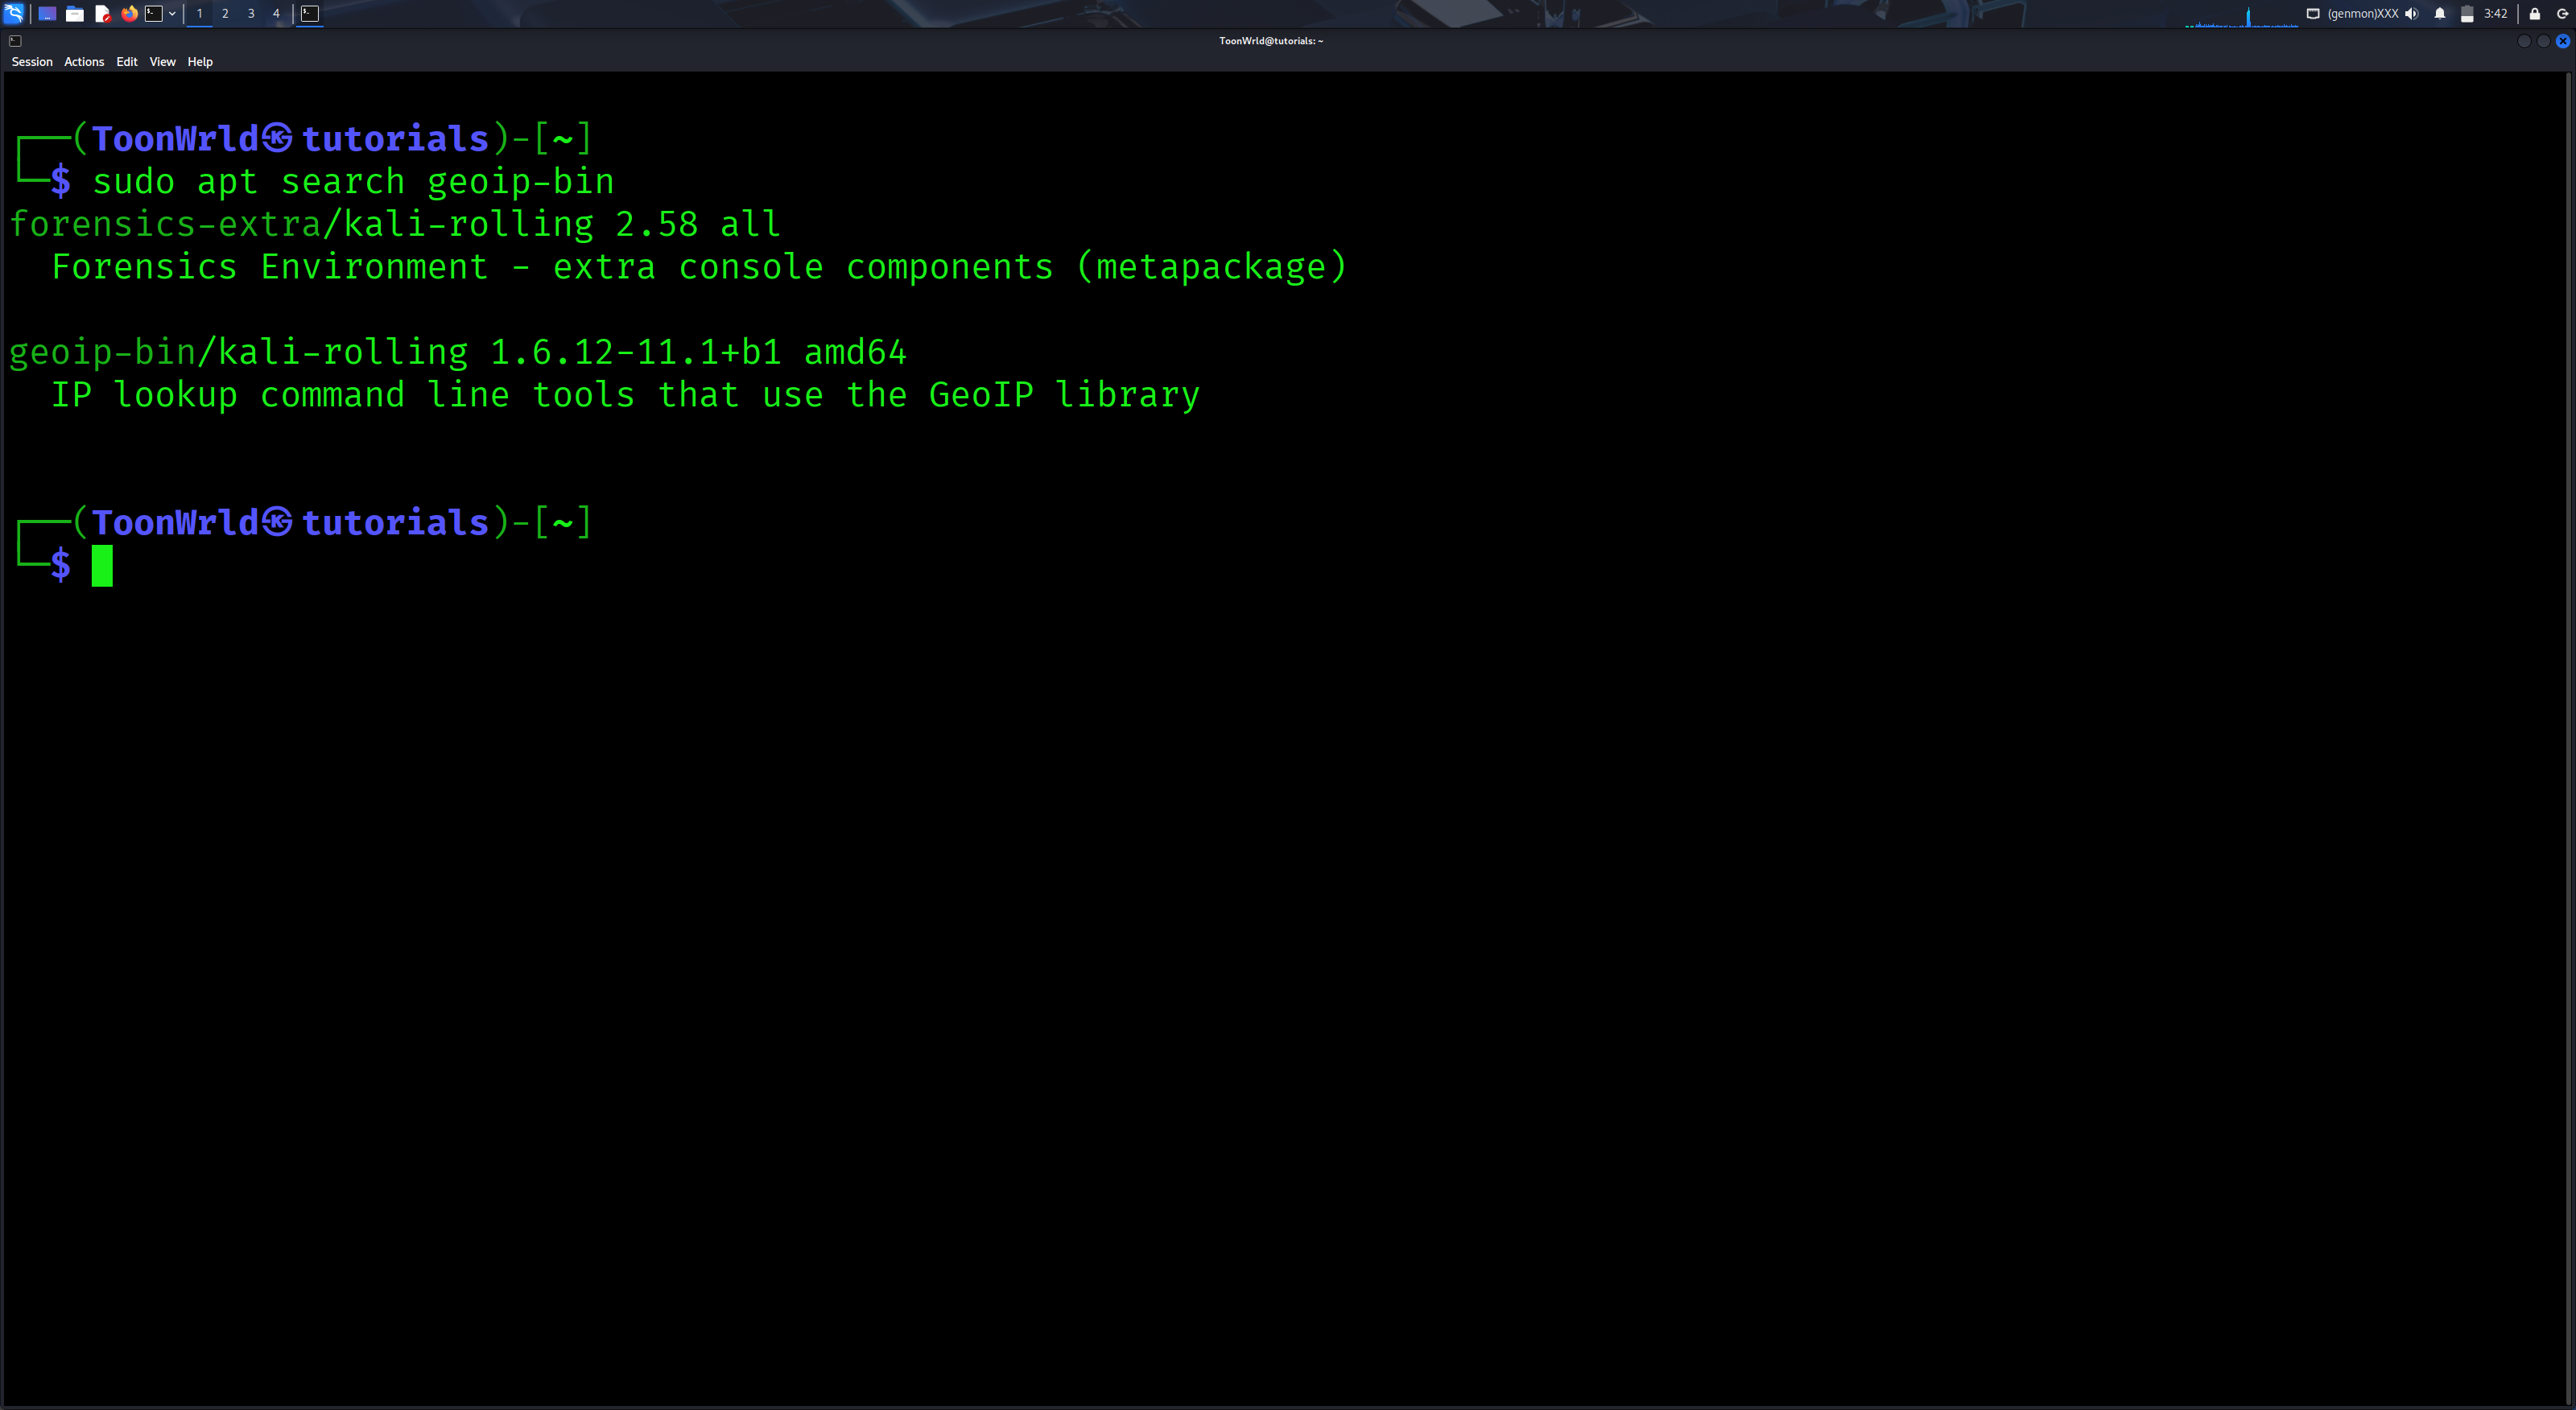 1 2 3 4 (genmon)XXX 3:42
ToonWrld@tutorials: ~
Session Actions Edit View Help
┌──(ToonWrld㉿tutorials)-[~]
└─$ sudo apt search geoip-bin
forensics-extra/kali-rolling 2.58 all
  Forensics Environment - extra console components (metapackage)
geoip-bin/kali-rolling 1.6.12-11.1+b1 amd64
  IP lookup command line tools that use the GeoIP library
┌──(ToonWrld㉿tutorials)-[~]
└─$